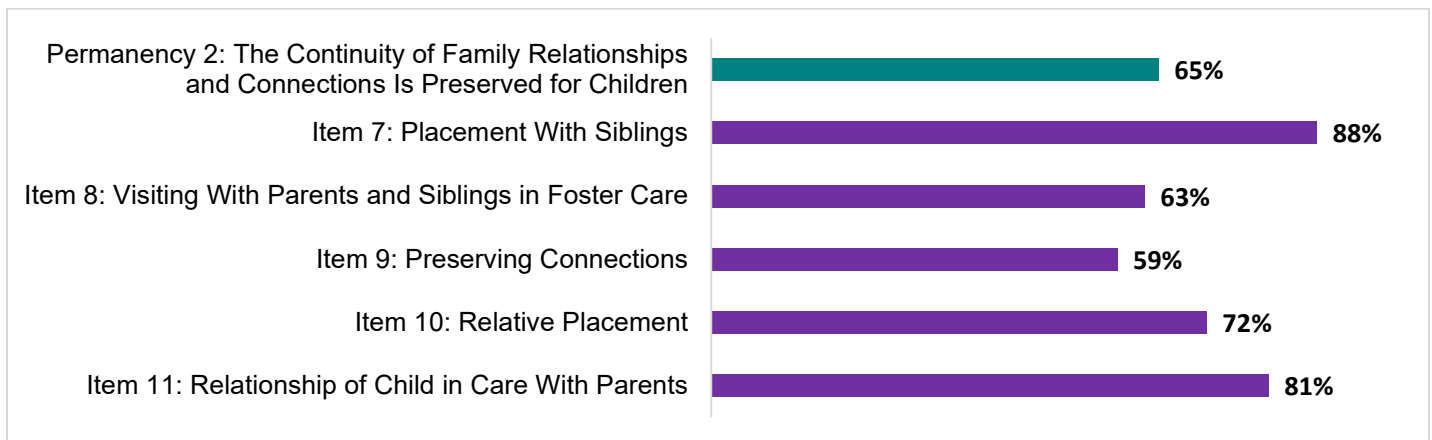 Permanency 2: The Continuity of Family Relationships
and Connections Is Preserved for Children
65%
Item 7: Placement With Siblings
88%
Item 8: Visiting With Parents and Siblings in Foster Care
63%
Item 9: Preserving Connections
59%
Item 10: Relative Placement
72%
Item 11: Relationship of Child in Care With Parents
81%